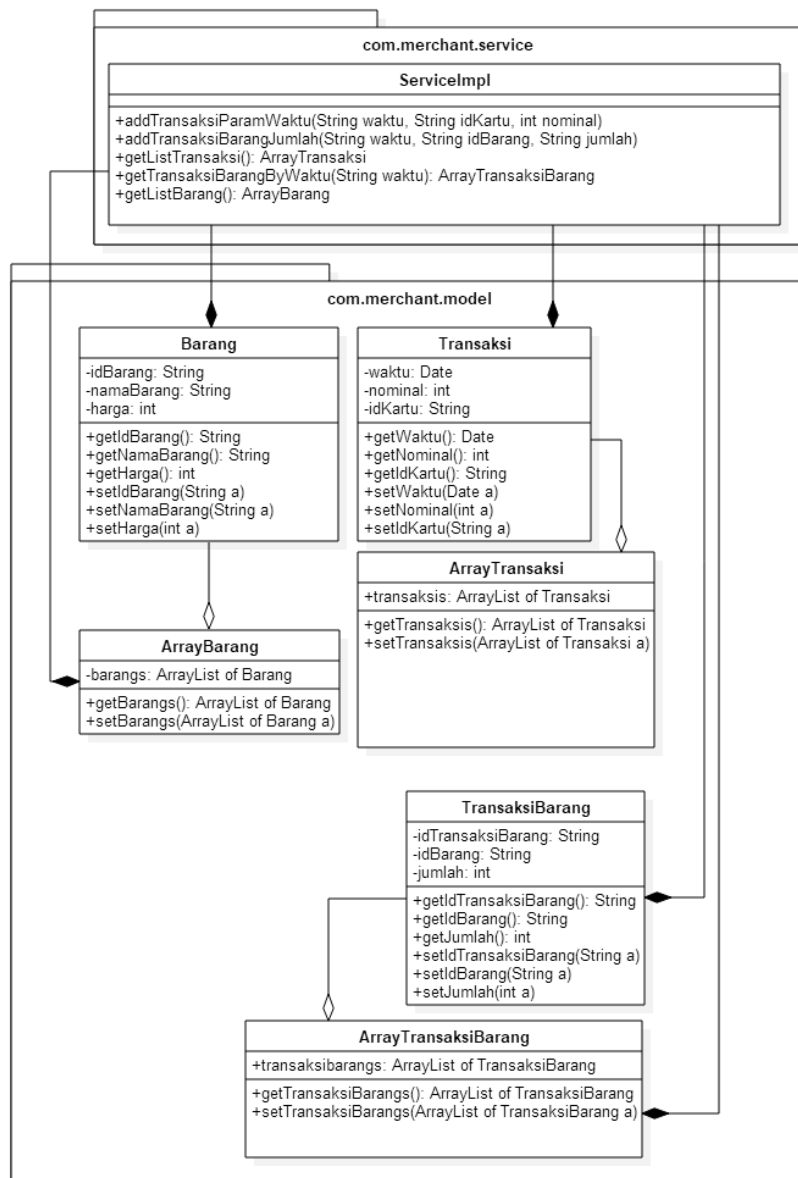 com.merchant.service
ServiceImpl
+addTransaksiParamWaktu(String waktu, String idKartu, int nominal)
+addTransaksiBarangJumlah(String waktu, String idBarang, String jumlah)
+getListTransaksi(): ArrayTransaksi
+getTransaksiBarangByWaktu(String waktu): ArrayTransaksiBarang
+getListBarang(): ArrayBarang
com.merchant.model
Barang
-idBarang: String
-namaBarang: String
-harga: int
+getIdBarang(): String
+getNamaBarang(): String
+getHarga(): int
+setIdBarang(String a)
+setNamaBarang(String a)
+setHarga(int a)
Transaksi
-waktu: Date
-nominal: int
-idKartu: String
+getWaktu(): Date
+getNominal(): int
+getIdKartu(): String
+setWaktu(Date a)
+setNominal(int a)
+setIdKartu(String a)
ArrayTransaksi
+transaksis: ArrayList of Transaksi
+getTransaksis(): ArrayList of Transaksi
+setTransaksis(ArrayList of Transaksi a)
ArrayBarang
-barangs: ArrayList of Barang
+getBarangs(): ArrayList of Barang
+setBarangs(ArrayList of Barang a)
TransaksiBarang
-idTransaksiBarang: String
-idBarang: String
-jumlah: int
+getIdTransaksiBarang(): String
+getIdBarang(): String
+getJumlah(): int
+setIdTransaksiBarang(String a)
+setIdBarang(String a)
+setJumlah(int a)
ArrayTransaksiBarang
+transaksibarangs: ArrayList of TransaksiBarang
+getTransaksiBarangs(): ArrayList of TransaksiBarang
+setTransaksiBarangs(ArrayList of TransaksiBarang a)